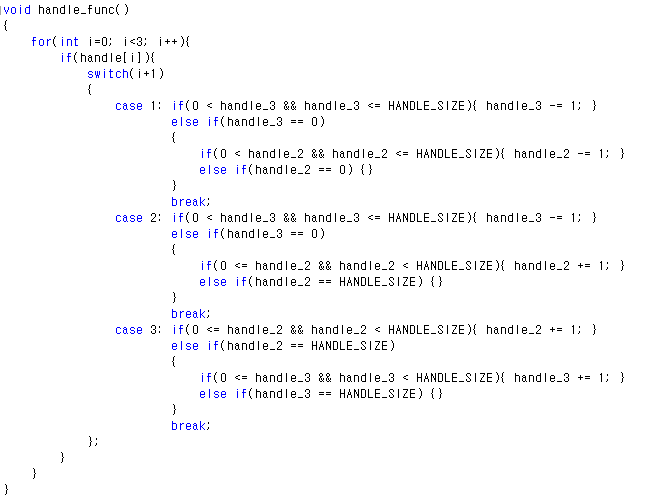 void handle_func()
{
    for(int i=0; i<3; i++){
        if(handle[i]){
            switch(i+1)
            {
                case 1: if(0 < handle_3 && handle_3 <= HANDLE_SIZE){ handle_3 -= 1; }
                        else if(handle_3 == 0)
                        {
                            if(0 < handle_2 && handle_2 <= HANDLE_SIZE){ handle_2 -= 1; }
                            else if(handle_2 == 0) {}
                        }
                        break;
                case 2: if(0 < handle_3 && handle_3 <= HANDLE_SIZE){ handle_3 -= 1; }
                        else if(handle_3 == 0)
                        {
                            if(0 <= handle_2 && handle_2 < HANDLE_SIZE){ handle_2 += 1; }
                            else if(handle_2 == HANDLE_SIZE) {}
                        }
                        break;
                case 3: if(0 <= handle_2 && handle_2 < HANDLE_SIZE){ handle_2 += 1; }
                        else if(handle_2 == HANDLE_SIZE)
                        {
                            if(0 <= handle_3 && handle_3 < HANDLE_SIZE){ handle_3 += 1; }
                            else if(handle_3 == HANDLE_SIZE) {}
                        }
                        break;
            };
        }
    }
}